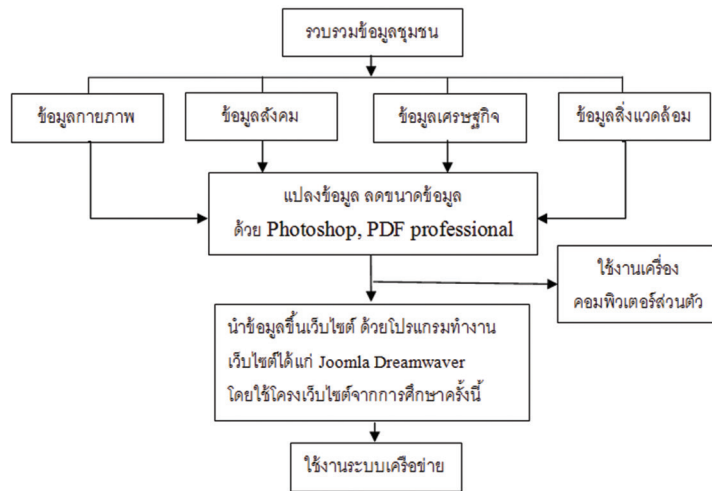 รวบรวมข้อมูลชุมชน
ข้อมูลกายภาพ
ข้อมูลสังคม
ข้อมูลเศรษฐกิจ
ข้อมูลสิ่งแวดล้อม
แปลงข้อมูล ลดขนาดข้อมูล
ด้วย Photoshop, PDF professional
ใช้งานเครื่อง
คอมพิวเตอร์ส่วนตัว
นำข้อมูลขึ้นเว็บไซต์ ด้วยโปรแกรมทำงาน
เว็บไซต์ได้แก่ Joomla Dreamwaver
โดยใช้โครงเว็บไซต์จากการศึกษาครั้งนี้
ใช้งานระบบเครือข่าย